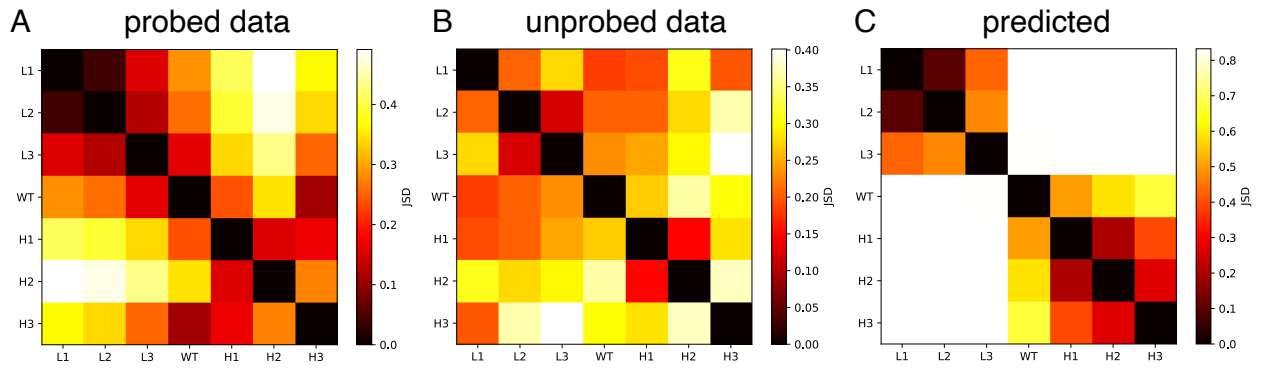 A probed data
L1
L2
L3
WT
H1
H2
H3
L1 L2 L3 WT H1 H2 H3
0.4
0.3
0.2
0.1
0.0
JSD
B unprobed data
L1
L2
L3
WT
H1
H2
H3
L1 L2 L3 WT H1 H2 H3
0.40
0.35
0.30
0.25
0.20
0.15
0.10
0.05
0.00
JSD
C predicted
L1
L2
L3
WT
H1
H2
H3
L1 L2 L3 WT H1 H2 H3
0.8
0.7
0.6
0.5
0.4
0.3
0.2
0.1
0.0
JSD